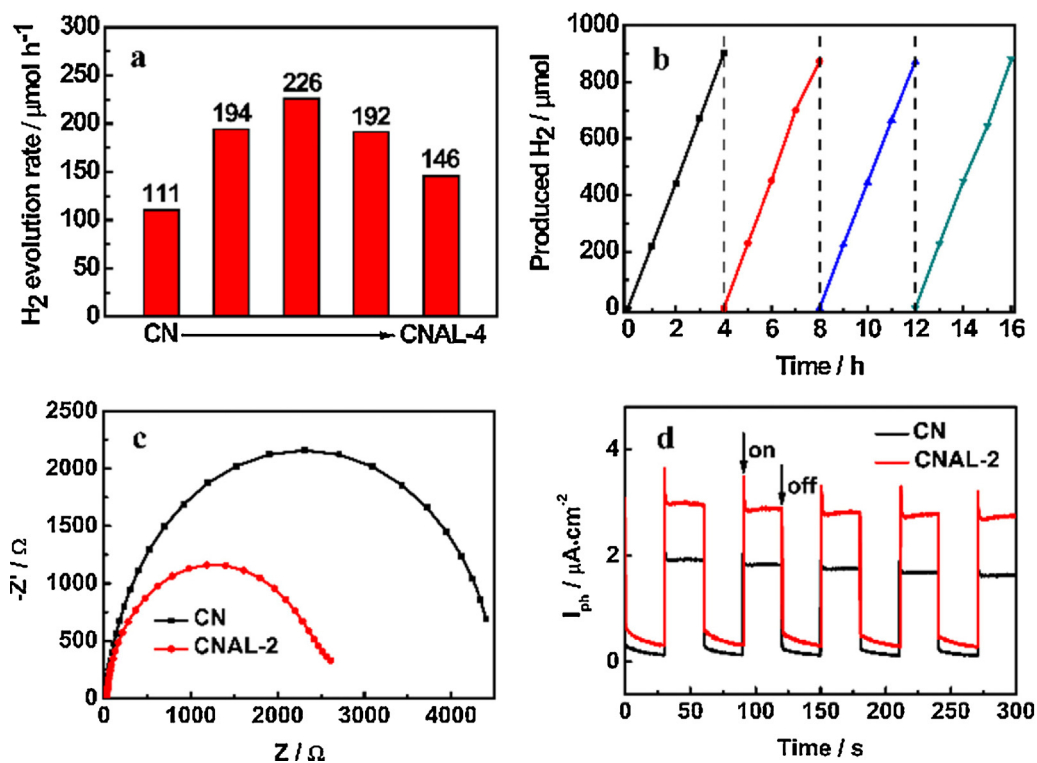 a
H2 evolution rate / μmol h-1
300
250
200
150
100
50
0
111
194
226
192
146
CN
CNAL-4
b
Produced H2 / μmol
1000
800
600
400
200
0
0 2 4 6 8 10 12 14 16
Time / h
c
-Z' / Ω
2500
2000
1500
1000
500
0
CN
CNAL-2
0 1000 2000 3000 4000
Z / Ω
d
Iph / μA·cm-2
4
2
0
on
off
CN
CNAL-2
0 50 100 150 200 250 300
Time / s